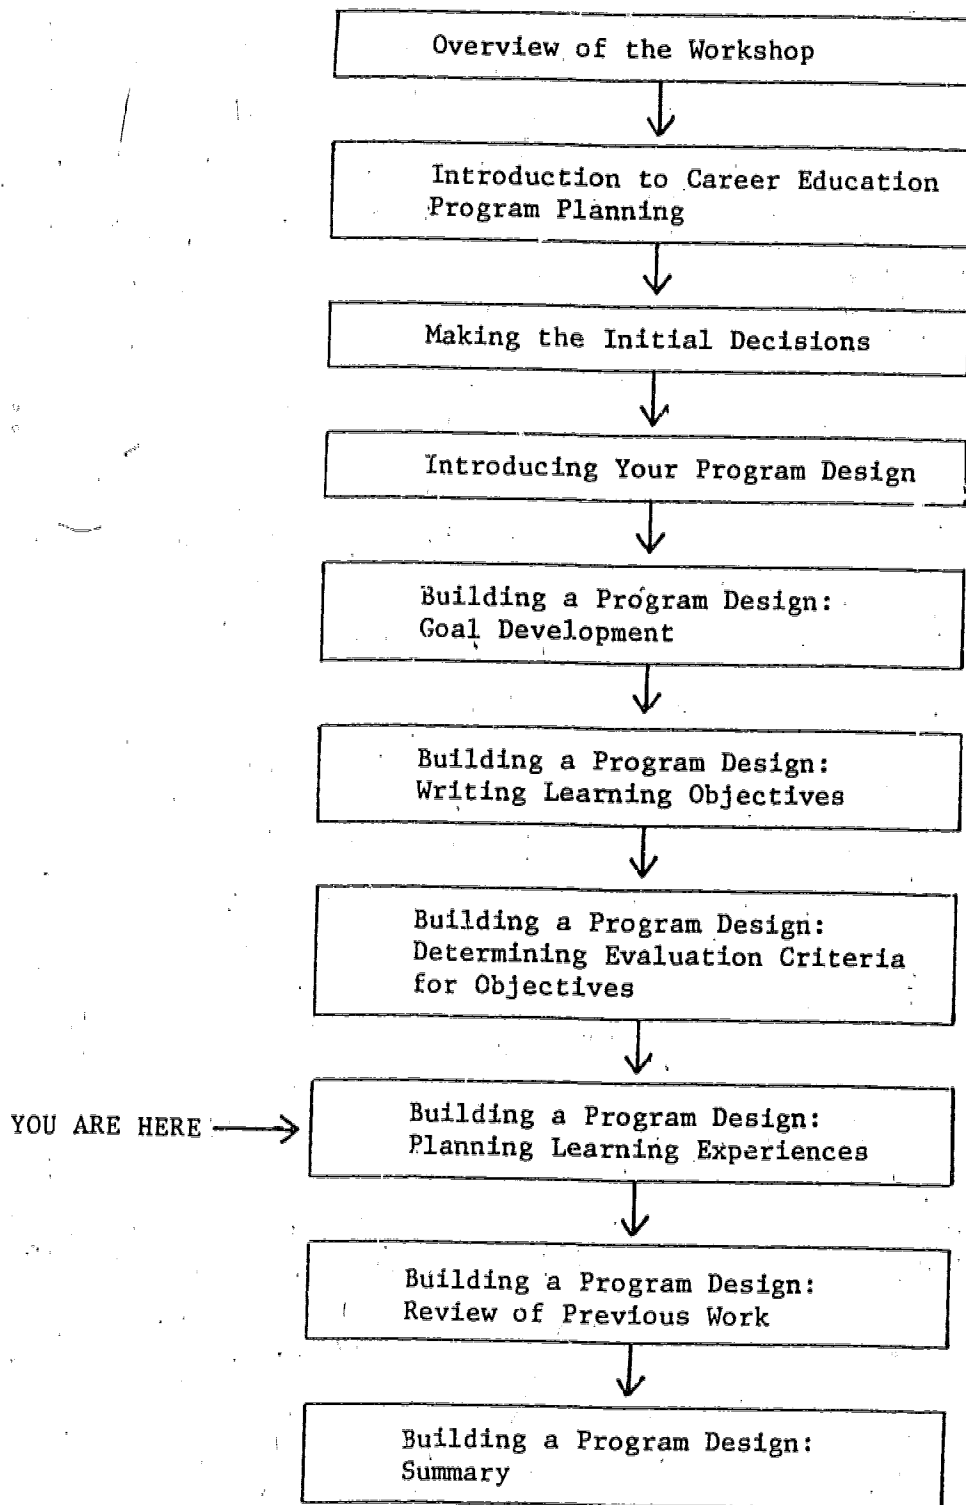 Overview of the Workshop
Introduction to Career Education
Program Planning
Making the Initial Decisions
Introducing Your Program Design
Building a Program Design:
Goal Development
Building a Program Design:
Writing Learning Objectives
Building a Program Design:
Determining Evaluation Criteria
for Objectives
YOU ARE HERE
Building a Program Design:
Planning Learning Experiences
Building a Program Design:
Review of Previous Work
Building a Program Design:
Summary